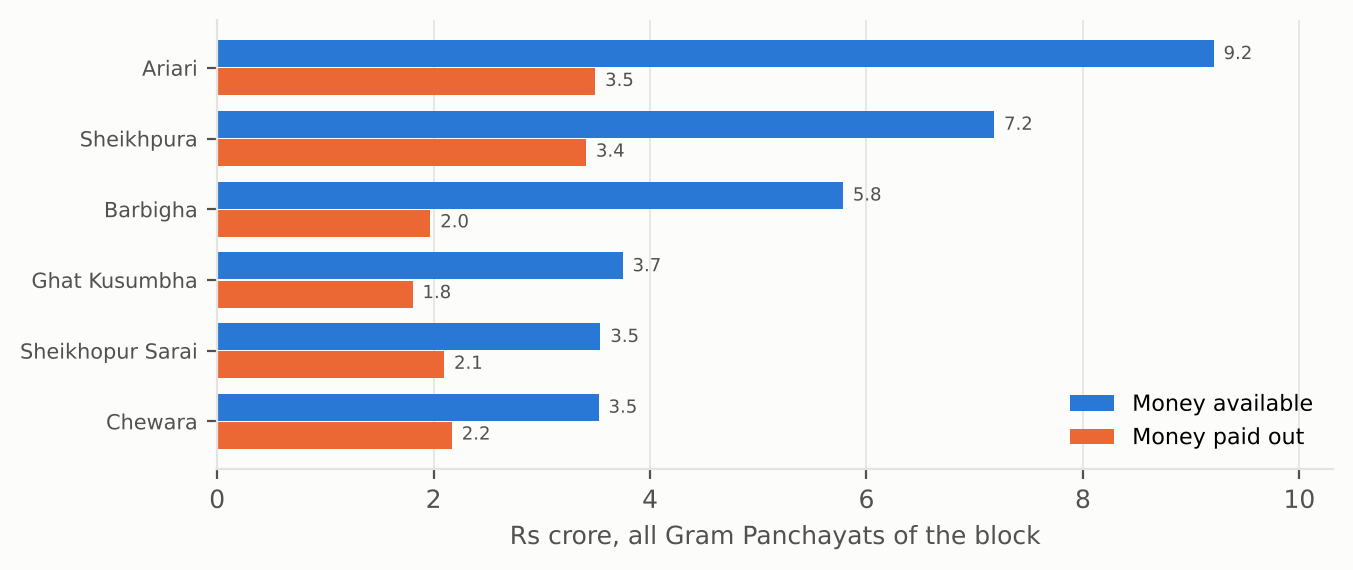 Ariari
9.2
3.5
Sheikhpura
7.2
3.4
Barbigha
5.8
2.0
Ghat Kusumbha
3.7
1.8
Sheikhopur Sarai
3.5
2.1
Chewara
3.5
2.2
Money available
Money paid out
0 2 4 6 8 10
Rs crore, all Gram Panchayats of the block